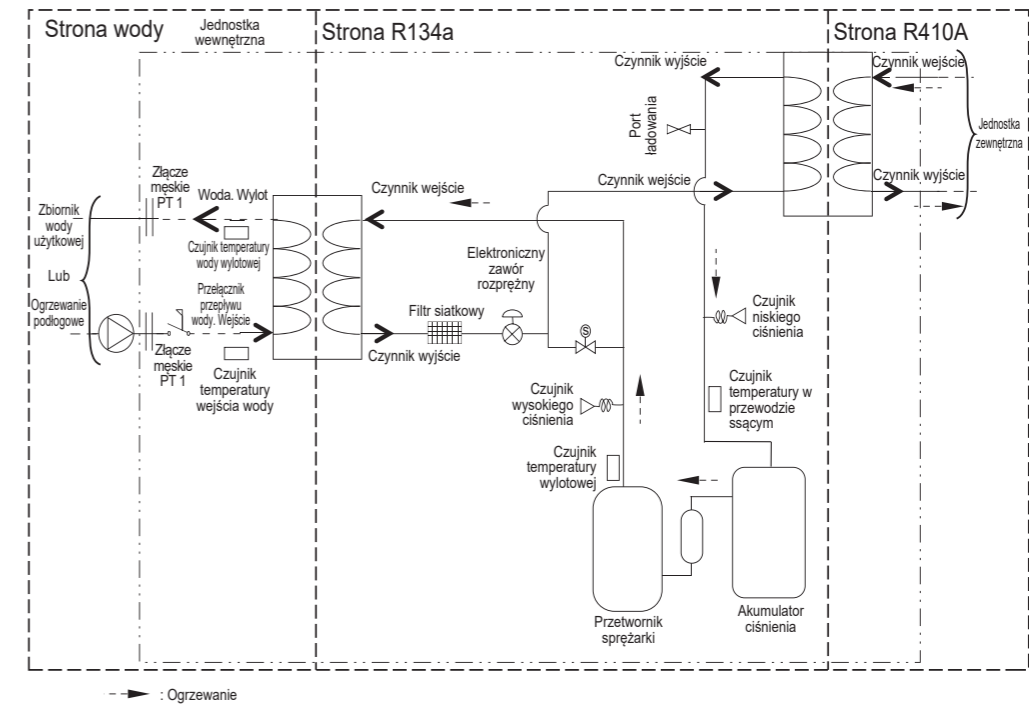 Strona wody
Jednostka
wewnętrzna
Strona R134a
Strona R410A
Czynnik wyjście
Czynnik wejście
Port
ładowania
Jednostka
zewnętrzna
Czynnik wejście
Czynnik wyjście
Złącze
męskie
PT 1
Woda. Wylot
Czynnik wejście
Zbiornik
wody
użytkowej
Czujnik temperatury
wody wylotowej
Elektroniczny
zawór
rozprężny
Lub
Przełącznik
przepływu
wody. Wejście
Ogrzewanie
podłogowe
Filtr siatkowy
S
Czujnik
niskiego
ciśnienia
Złącze
męskie
PT 1
Czynnik wyjście
Czujnik
temperatury
wejścia wody
Czujnik
wysokiego
ciśnienia
Czujnik
temperatury w
przewodzie
ssącym
Czujnik
temperatury
wylotowej
Przetwornik
sprężarki
Akumulator
ciśnienia
: Ogrzewanie